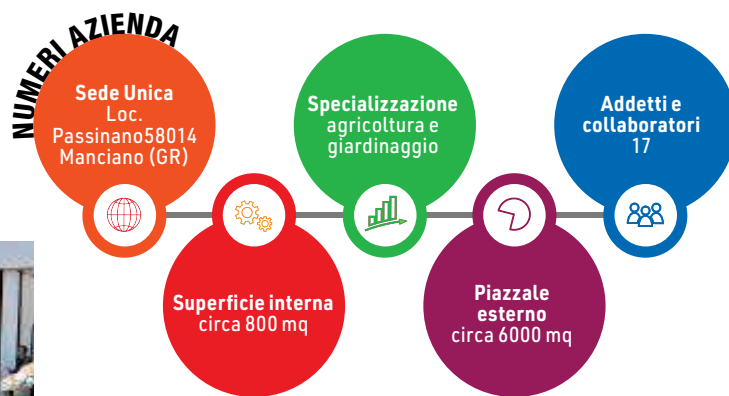 NUMERI AZIENDA
Sede Unica
Loc.
Passinano58014
Manciano (GR)
Superficie interna
circa 800 mq
Specializzazione
agricoltura e
giardinaggio
Piazzale
esterno
circa 6000 mq
Addetti e
collaboratori
17